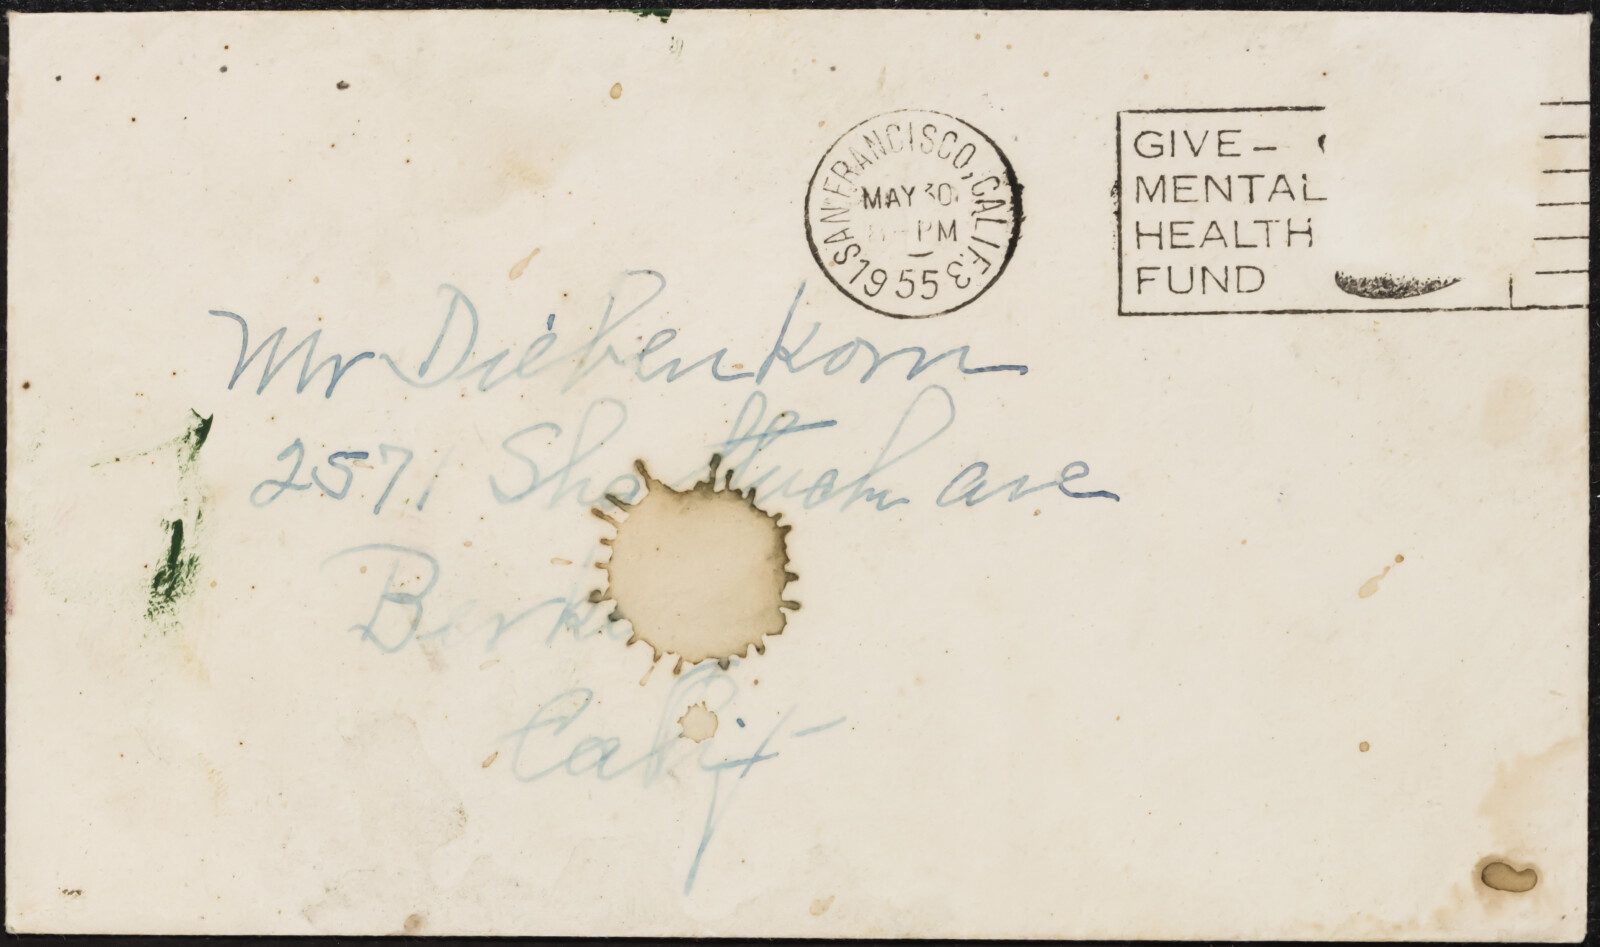 SAN FRANCISCO, CALIF. 3
MAY 30
PM
1955
GIVE –
MENTAL
HEALTH
FUND
Mr Diebenkorn
2571 Shattuck ave
Calif